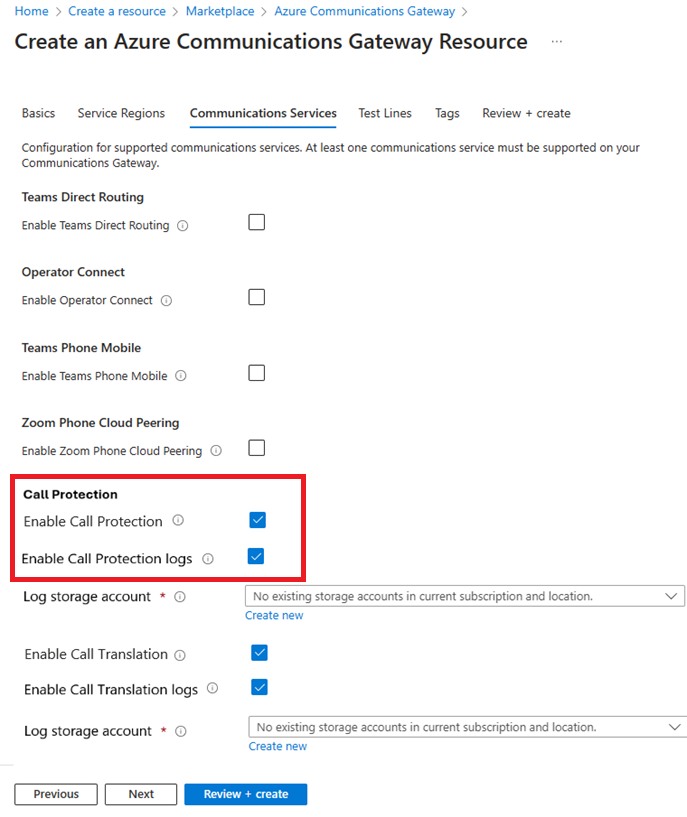 Home > Create a resource > Marketplace > Azure Communications Gateway >
Create an Azure Communications Gateway Resource ...
Basics Service Regions Communications Services Test Lines Tags Review + create
Configuration for supported communications services. At least one communications service must be supported on your
Communications Gateway.
Teams Direct Routing
Enable Teams Direct Routing
Operator Connect
Enable Operator Connect
Teams Phone Mobile
Enable Teams Phone Mobile
Zoom Phone Cloud Peering
Enable Zoom Phone Cloud Peering
Call Protection
Enable Call Protection
Enable Call Protection logs
Log storage account * No existing storage accounts in current subscription and location.
Create new
Enable Call Translation
Enable Call Translation logs
Log storage account * No existing storage accounts in current subscription and location.
Create new
Previous Next Review + create